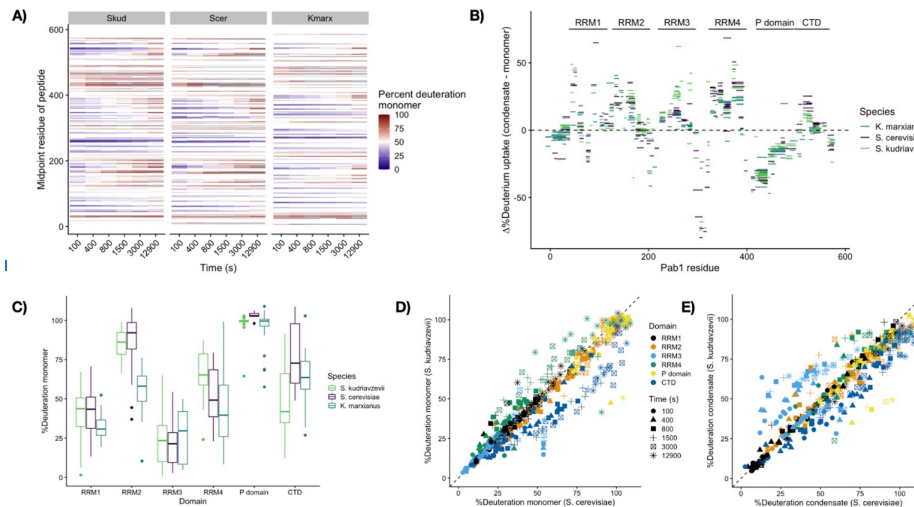 A)
Skud Scer Kmarx
600
400
200
0
Midpoint residue of peptide
100 400 800 1500 3000 12900
100 400 800 1500 3000 12900
100 400 800 1500 3000 12900
Time (s)
Percent deuteration
monomer
100
75
50
25
0
B)
RRM1 RRM2 RRM3 RRM4 P domain CTD
50
0
-50
Δ%Deuterium uptake (condensate - monomer)
0 200 400 600
Pab1 residue
Species
K. marxian
S. cerevisi
S. kudriav
C)
100
75
50
25
0
%Deuteration monomer
RRM1 RRM2 RRM3 RRM4 P domain CTD
Domain
Species
S. kudriavzevii
S. cerevisiae
K. marxianus
D)
100
75
50
25
0
%Deuteration monomer (S. kudriavzevii)
0 25 50 75 100
%Deuteration monomer (S. cerevisiae)
Domain
RRM1
RRM2
RRM3
RRM4
P domain
CTD
Time (s)
100
400
800
1500
3000
12900
E)
100
75
50
25
0
%Deuteration condensate (S. kudriavzevii)
0 25 50 75 100
%Deuteration condensate (S. cerevisiae)